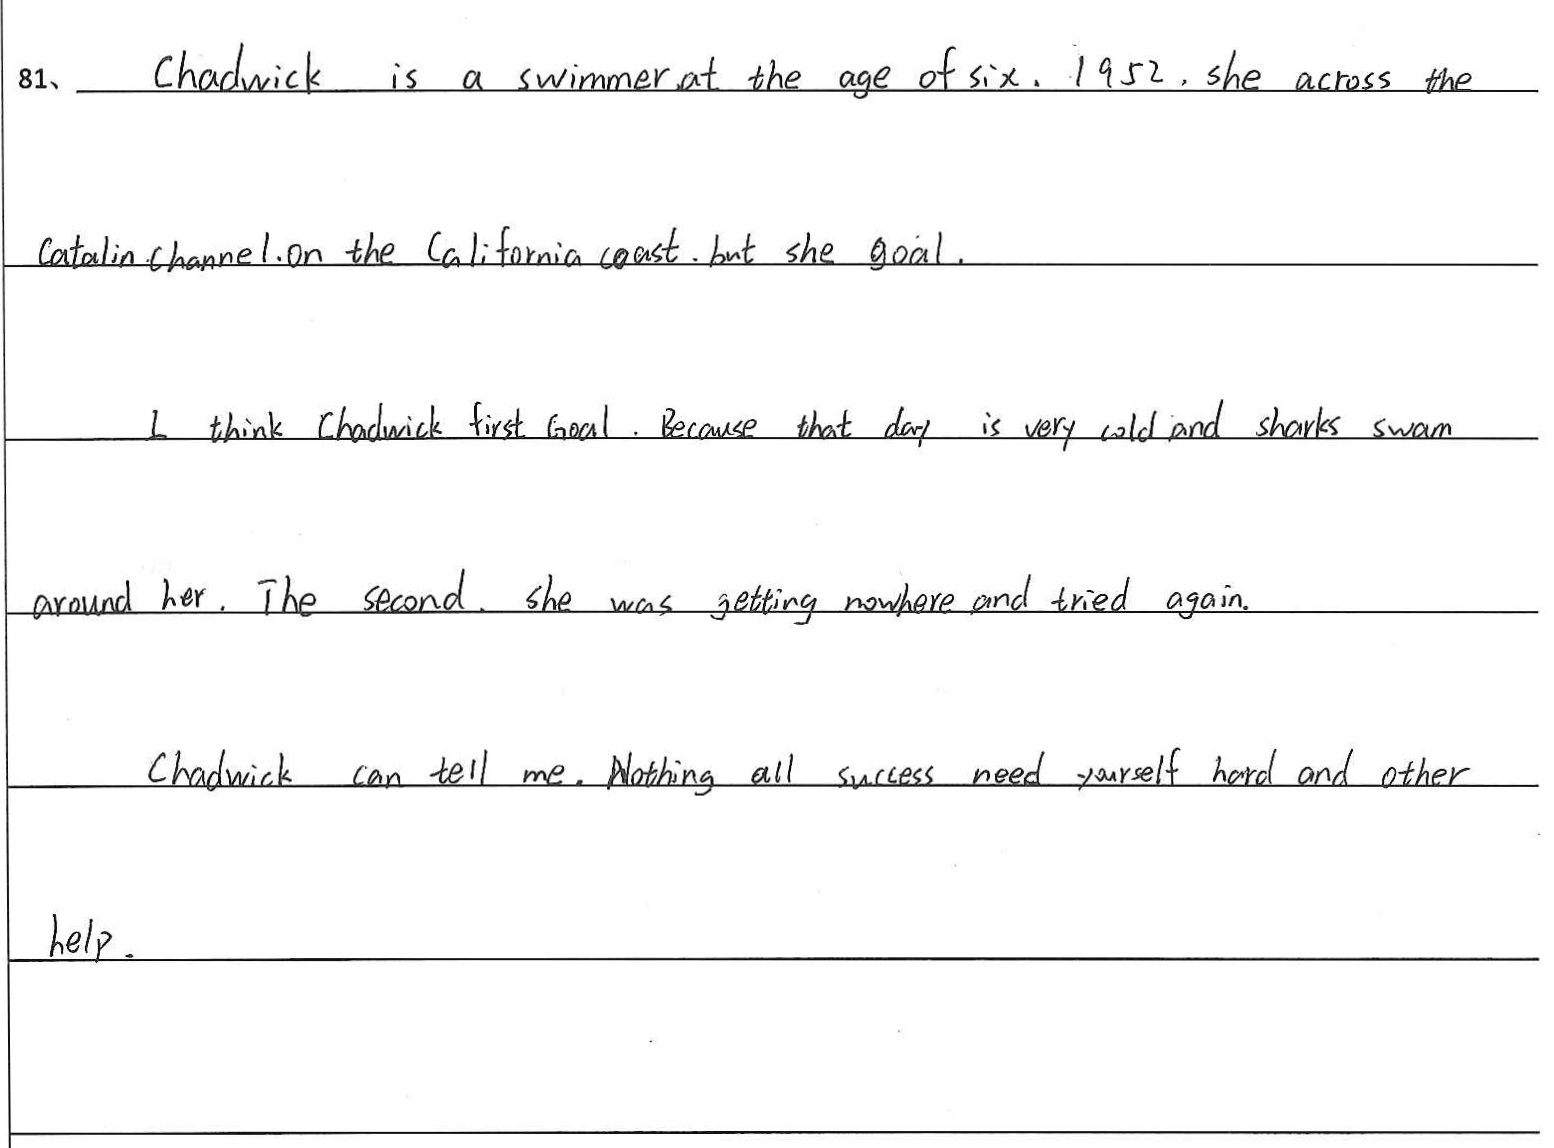 81、 Chadwick is a swimmer at the age of six. 1952. she across the
Catalin channel. on the California coast. but she goal.
I think Chadwick first Goal. Because that day is very cold and sharks swam
around her. The second. she was getting nowhere and tried again.
Chadwick can tell me. Nothing all success need yourself hard and other
help.